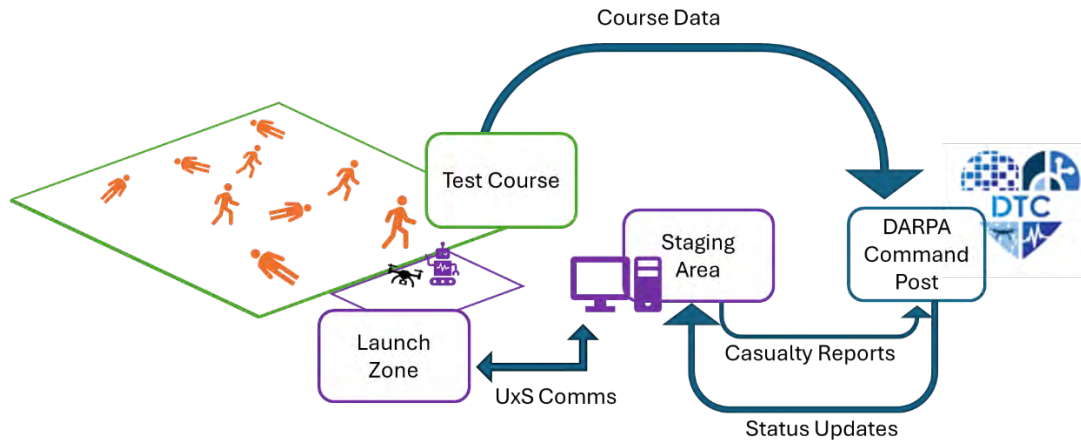 Course Data
Test Course
DTC
Staging
Area
DARPA
Command
Post
Launch
Zone
Casualty Reports
UxS Comms
Status Updates